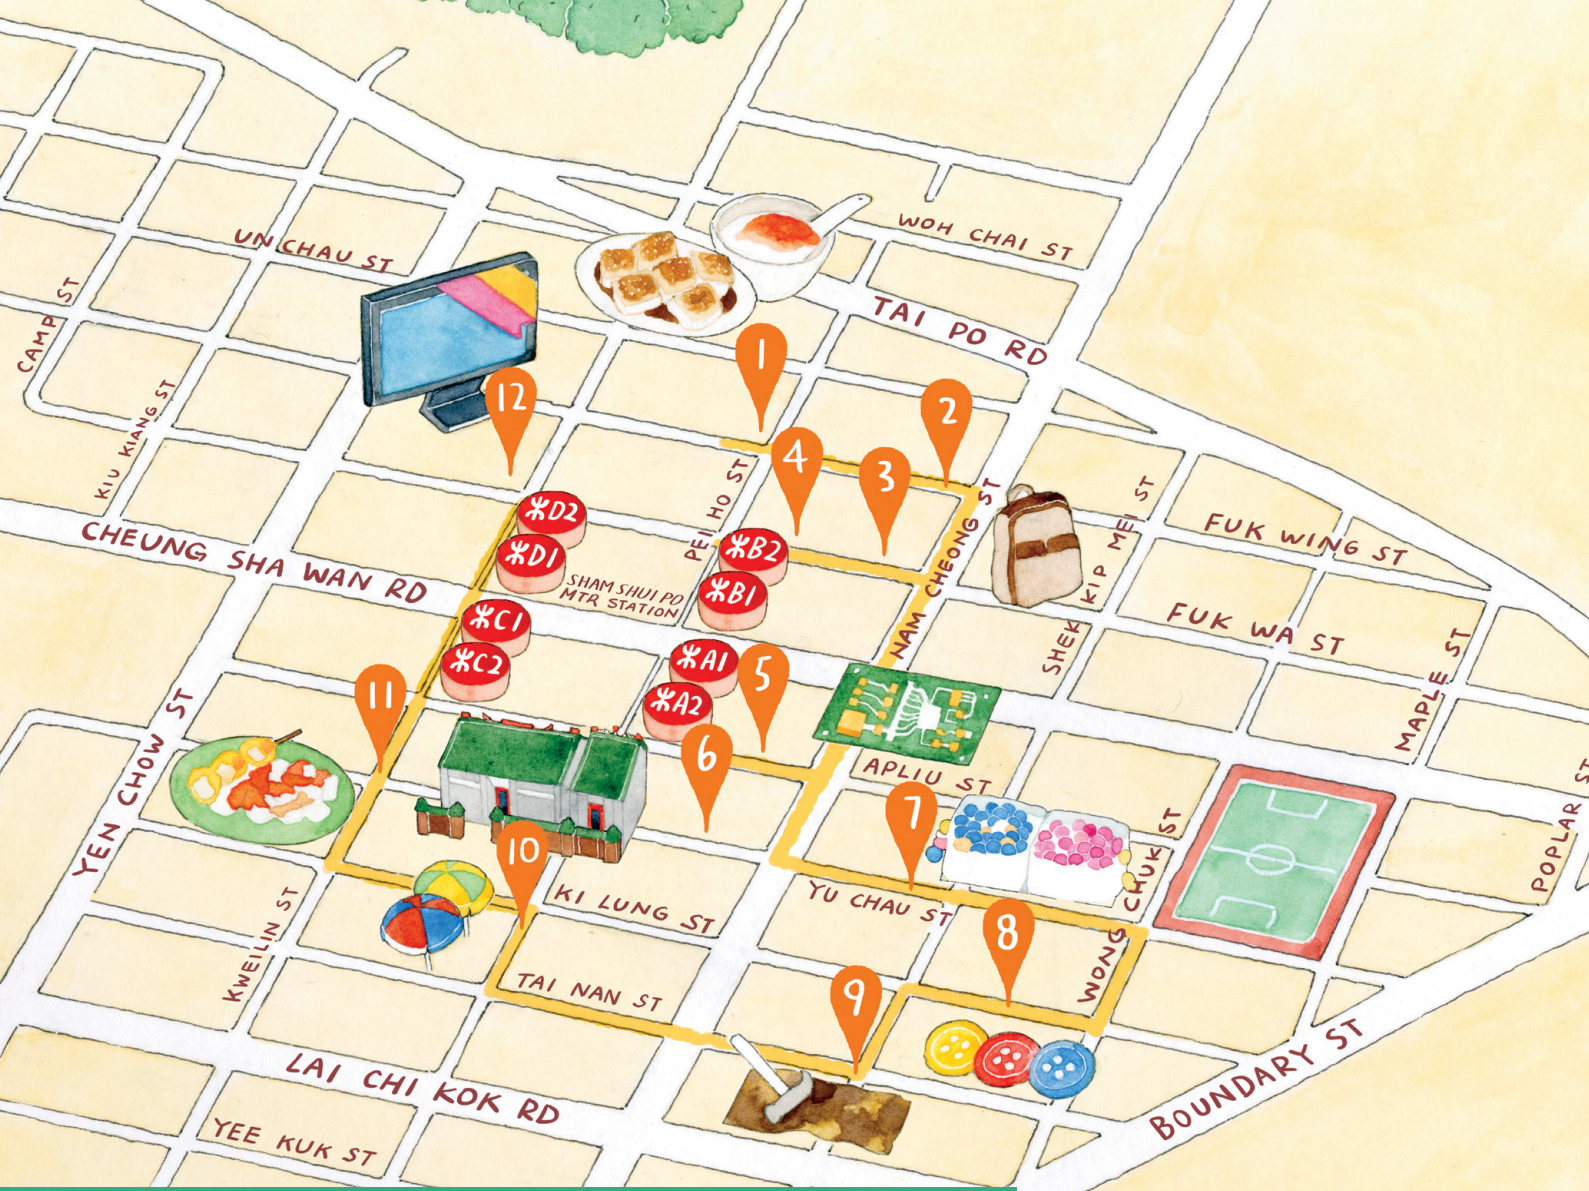 WOH CHAI ST
UN CHAU ST
TAI PO RD
CAMP ST
1
KIU KIANG ST
12
2
4
3
PEI HO ST
NAM CHEONG ST
SHEK KIP MEI ST
FUK WING ST
D2
CHEUNG SHA WAN RD
D1
B2
SHAM SHUI PO
MTR STATION
B1
C1
FUK WA ST
C2
A1
MAPLE ST
11
A2
5
YEN CHOW ST
6
APLIU ST
7
POPLAR ST
WONG CHUK ST
10
KI LUNG ST
YU CHAU ST
8
KWEILIN ST
TAI NAN ST
9
LAI CHI KOK RD
BOUNDARY ST
YEE KUK ST